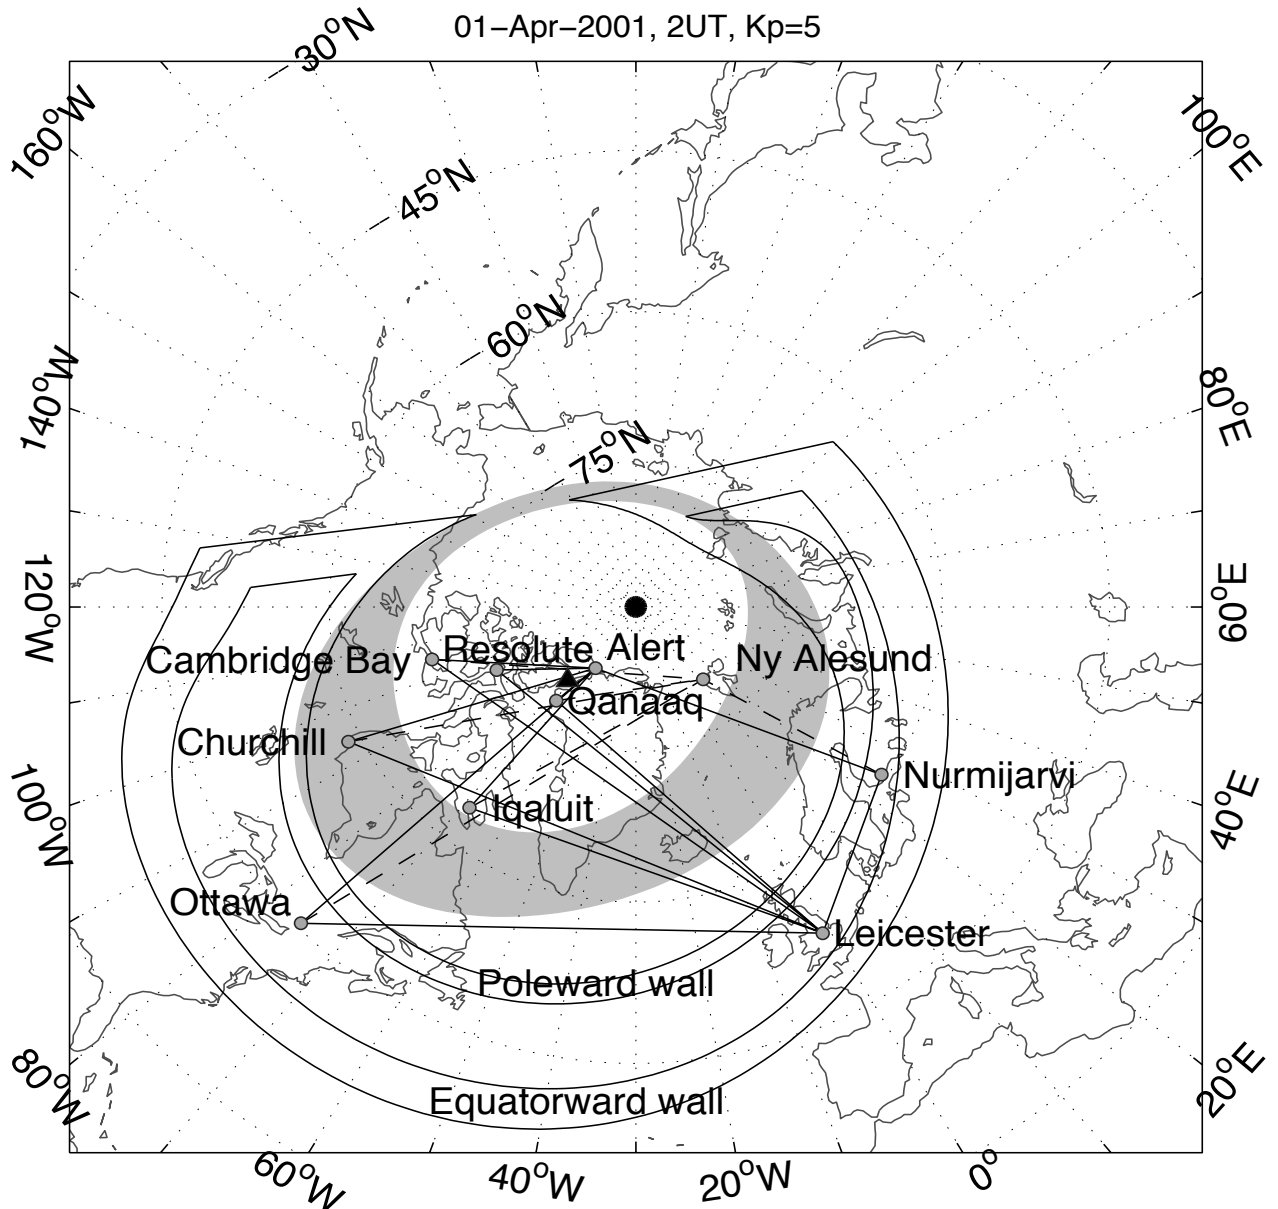 01−Apr−2001, 2UT, Kp=5
30°N
160°W
100°E
45°N
60°N
140°W
80°E
75°N
120°W
60°E
Resolute
Alert
Cambridge Bay
Ny Alesund
Qanaaq
Churchill
Nurmijarvi
100°W
40°E
Iqaluit
Ottawa
Leicester
Poleward wall
80°W
20°E
Equatorward wall
60°W
40°W
20°W
0°